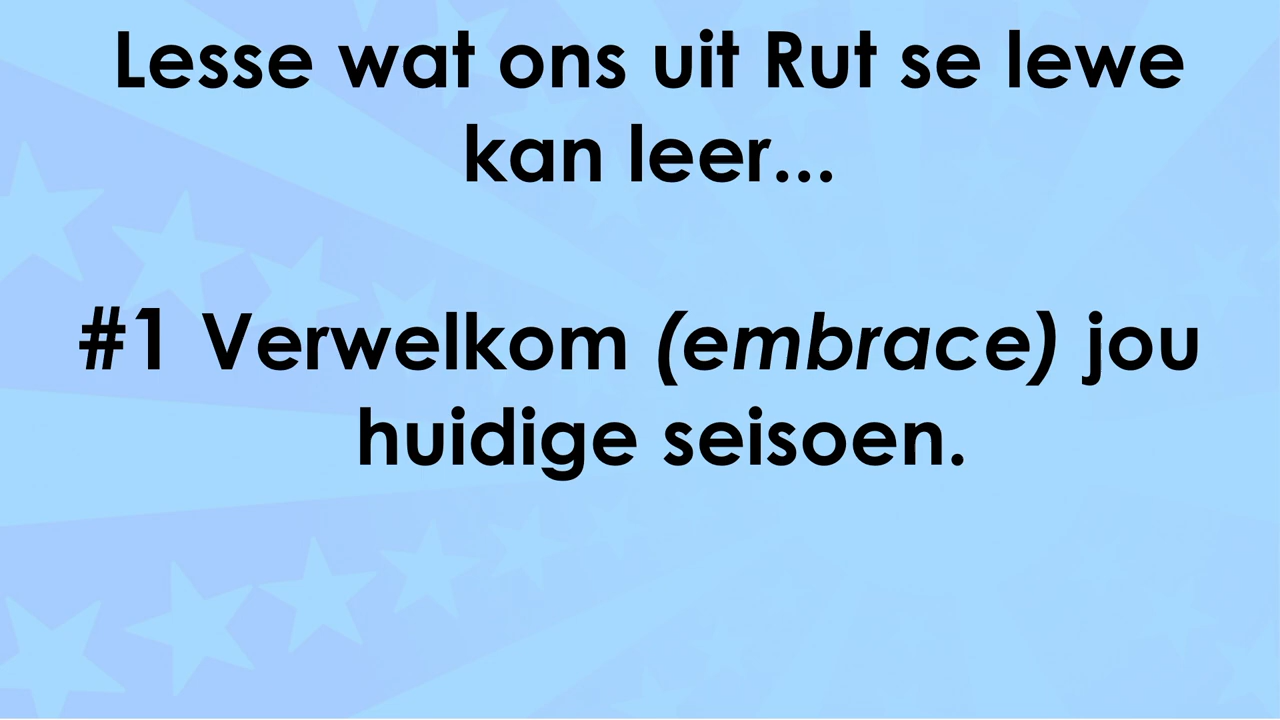 Lesse wat ons uit Rut se lewe
kan leer...
#1 Verwelkom (embrace) jou
huidige seisoen.